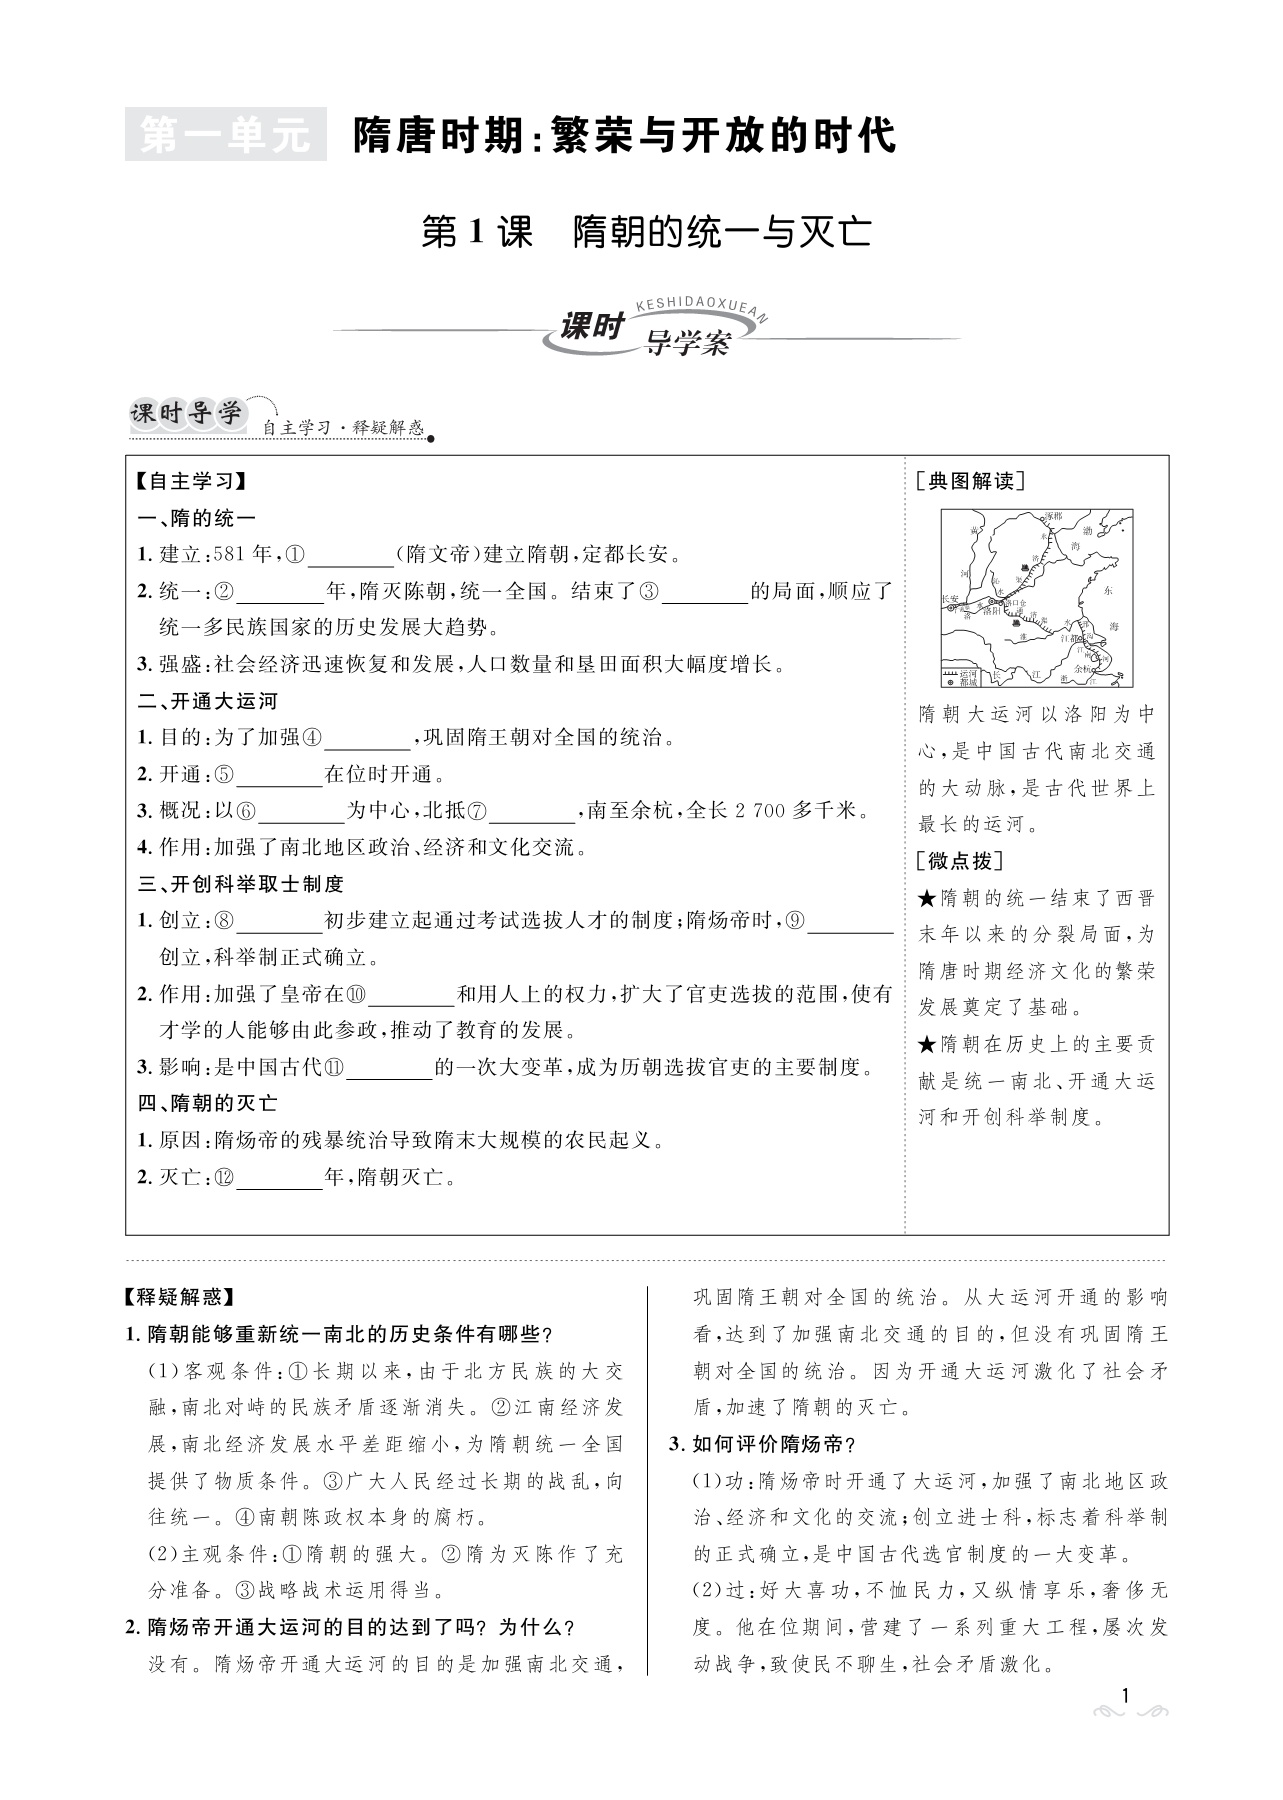 第一单元 隋唐时期:繁荣与开放的时代
第1课 隋朝的统一与灭亡
KESHIDAOXUEAN
课时 导学案
课时导学 自主学习·释疑解惑
【自主学习】
一、隋的统一
1. 建立:581 年,①________(隋文帝)建立隋朝,定都长安。
2. 统一:②________年,隋灭陈朝,统一全国。结束了③________的局面,顺应了
统一多民族国家的历史发展大趋势。
3. 强盛:社会经济迅速恢复和发展,人口数量和垦田面积大幅度增长。
二、开通大运河
1. 目的:为了加强④________,巩固隋王朝对全国的统治。
2. 开通:⑤________在位时开通。
3. 概况:以⑥________为中心,北抵⑦________,南至余杭,全长 2 700 多千米。
4. 作用:加强了南北地区政治、经济和文化交流。
三、开创科举取士制度
1. 创立:⑧________初步建立起通过考试选拔人才的制度;隋炀帝时,⑨________
创立,科举制正式确立。
2. 作用:加强了皇帝在⑩________和用人上的权力,扩大了官吏选拔的范围,使有
才学的人能够由此参政,推动了教育的发展。
3. 影响:是中国古代⑪________的一次大变革,成为历朝选拔官吏的主要制度。
四、隋朝的灭亡
1. 原因:隋炀帝的残暴统治导致隋末大规模的农民起义。
2. 灭亡:⑫________年,隋朝灭亡。
[典图解读]
涿郡
黄
河
渤
海
永
济
渠
沁
水
长安
洛阳
洛口仓
东
海
淮
水
江都
余杭
长
江
浙
江
运河
都城
隋朝大运河以洛阳为中
心,是中国古代南北交通
的大动脉,是古代世界上
最长的运河。
[微点拨]
★隋朝的统一结束了西晋
末年以来的分裂局面,为
隋唐时期经济文化的繁荣
发展奠定了基础。
★隋朝在历史上的主要贡
献是统一南北、开通大运
河和开创科举制度。
【释疑解惑】
1. 隋朝能够重新统一南北的历史条件有哪些?
(1)客观条件:①长期以来,由于北方民族的大交
融,南北对峙的民族矛盾逐渐消失。②江南经济发
展,南北经济发展水平差距缩小,为隋朝统一全国
提供了物质条件。③广大人民经过长期的战乱,向
往统一。④南朝陈政权本身的腐朽。
(2)主观条件:①隋朝的强大。②隋为灭陈作了充
分准备。③战略战术运用得当。
2. 隋炀帝开通大运河的目的达到了吗? 为什么?
没有。隋炀帝开通大运河的目的是加强南北交通,
巩固隋王朝对全国的统治。从大运河开通的影响
看,达到了加强南北交通的目的,但没有巩固隋王
朝对全国的统治。因为开通大运河激化了社会矛
盾,加速了隋朝的灭亡。
3. 如何评价隋炀帝?
(1)功:隋炀帝时开通了大运河,加强了南北地区政
治、经济和文化的交流;创立进士科,标志着科举制
的正式确立,是中国古代选官制度的一大变革。
(2)过:好大喜功,不恤民力,又纵情享乐,奢侈无
度。他在位期间,营建了一系列重大工程,屡次发
动战争,致使民不聊生,社会矛盾激化。
1